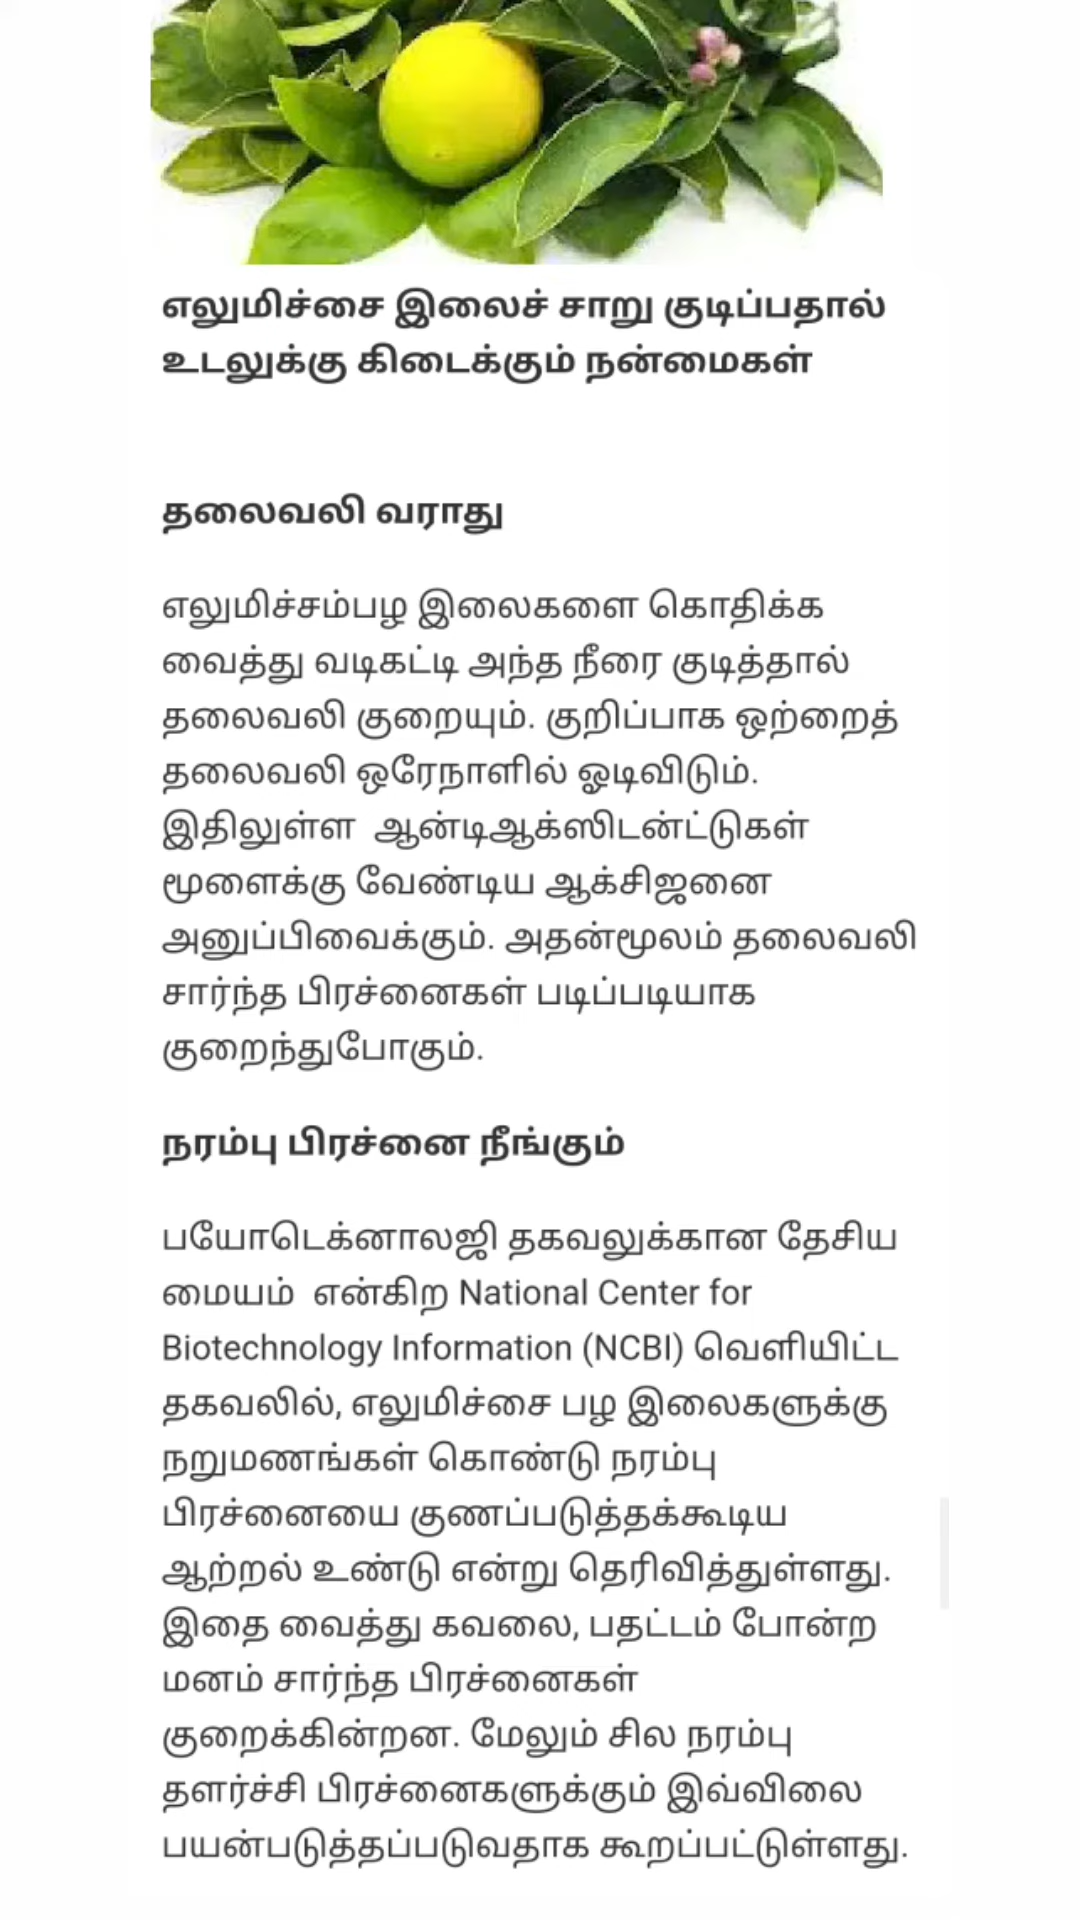 எலுமிச்சை இலைச் சாறு குடிப்பதால்
உடலுக்கு கிடைக்கும் நன்மைகள்
தலைவலி வராது
எலுமிச்சம்பழ இலைகளை கொதிக்க
வைத்து வடிகட்டி அந்த நீரை குடித்தால்
தலைவலி குறையும். குறிப்பாக ஒற்றைத்
தலைவலி ஒரேநாளில் ஓடிவிடும்.
இதிலுள்ள ஆன்டிஆக்ஸிடன்ட்டுகள்
மூளைக்கு வேண்டிய ஆக்சிஜனை
அனுப்பிவைக்கும். அதன்மூலம் தலைவலி
சார்ந்த பிரச்னைகள் படிப்படியாக
குறைந்துபோகும்.
நரம்பு பிரச்னை நீங்கும்
பயோடெக்னாலஜி தகவலுக்கான தேசிய
மையம் என்கிற National Center for
Biotechnology Information (NCBI) வெளியிட்ட
தகவலில், எலுமிச்சை பழ இலைகளுக்கு
நறுமணங்கள் கொண்டு நரம்பு
பிரச்னையை குணப்படுத்தக்கூடிய
ஆற்றல் உண்டு என்று தெரிவித்துள்ளது.
இதை வைத்து கவலை, பதட்டம் போன்ற
மனம் சார்ந்த பிரச்னைகள்
குறைக்கின்றன. மேலும் சில நரம்பு
தளர்ச்சி பிரச்னைகளுக்கும் இவ்விலை
பயன்படுத்தப்படுவதாக கூறப்பட்டுள்ளது.